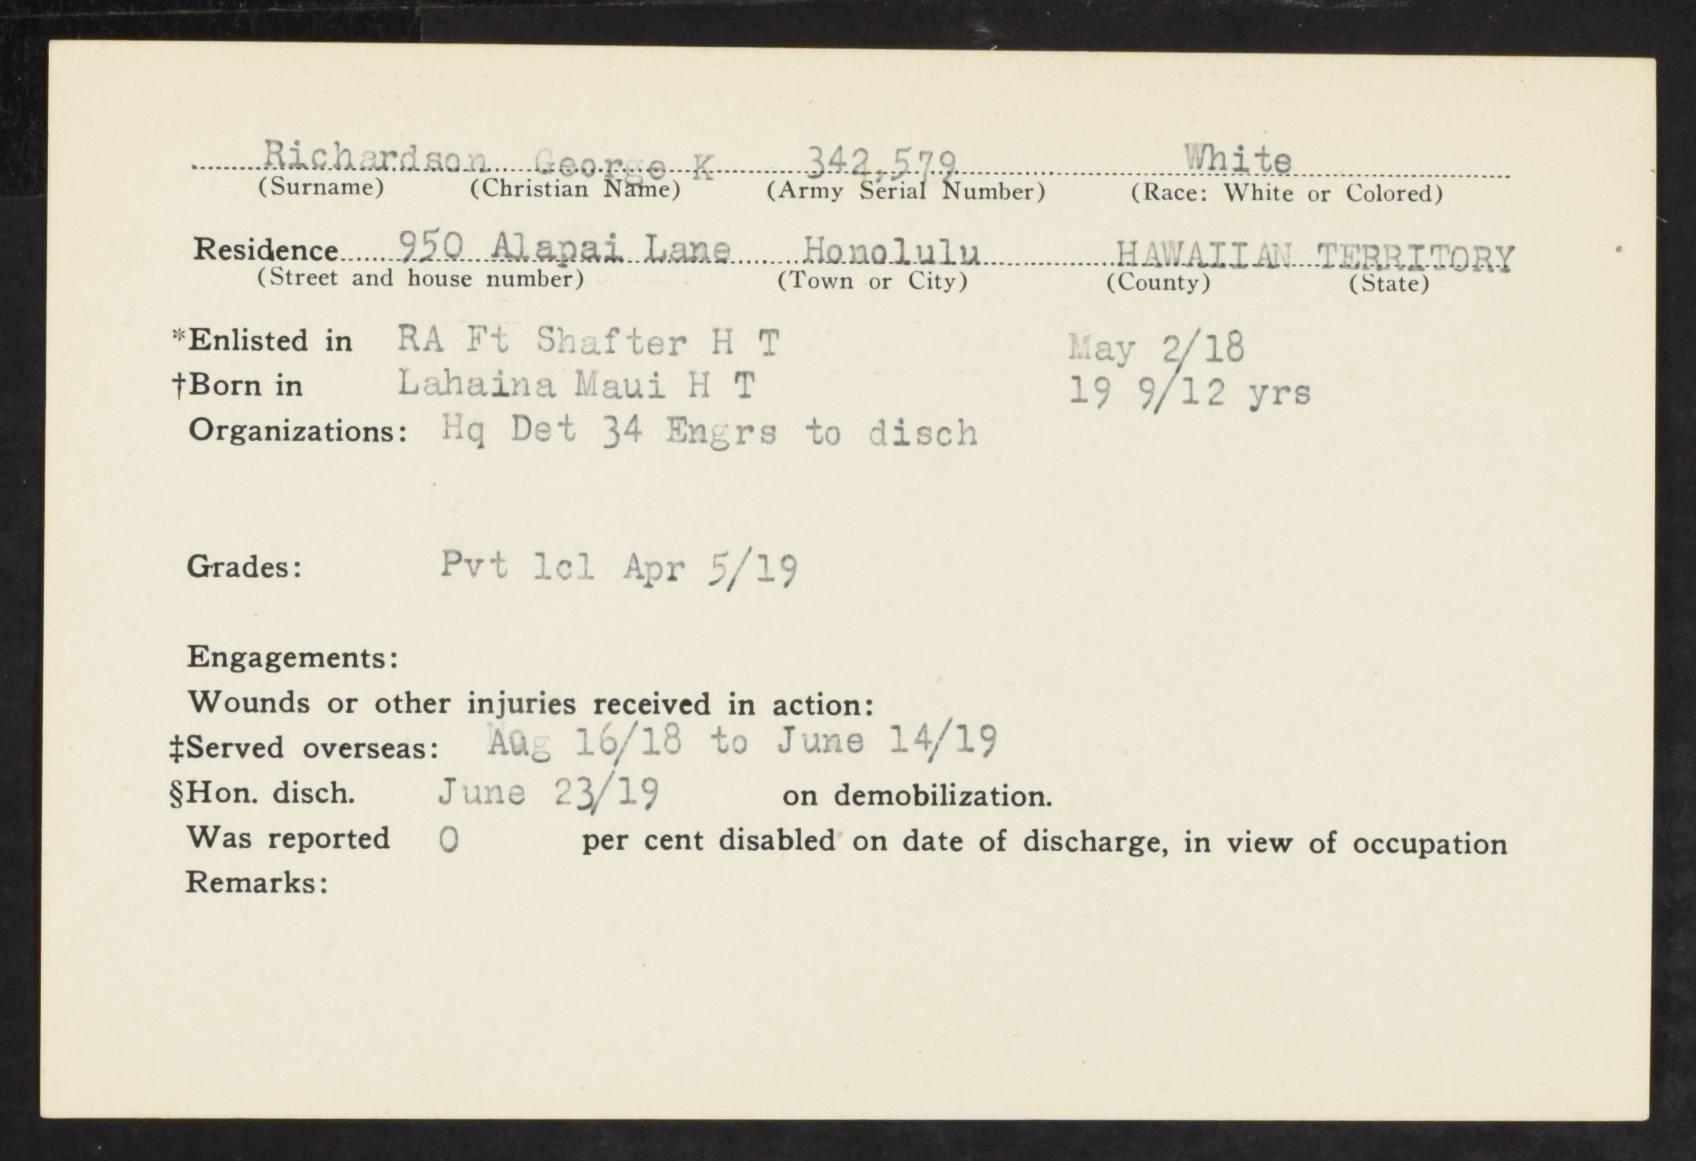 Richardson George K 342,579 White
(Surname) (Christian Name) (Army Serial Number) (Race: White or Colored)
Residence 950 Alapai Lane Honolulu HAWAIIAN TERRITORY
(Street and house number) (Town or City) (County) (State)
*Enlisted in RA Ft Shafter H T May 2/18
†Born in Lahaina Maui H T 19 9/12 yrs
Organizations: Hq Det 34 Engrs to disch
Grades: Pvt 1cl Apr 5/19
Engagements:
Wounds or other injuries received in action:
‡Served overseas: Aug 16/18 to June 14/19
§Hon. disch. June 23/19 on demobilization.
Was reported 0 per cent disabled on date of discharge, in view of occupation
Remarks: